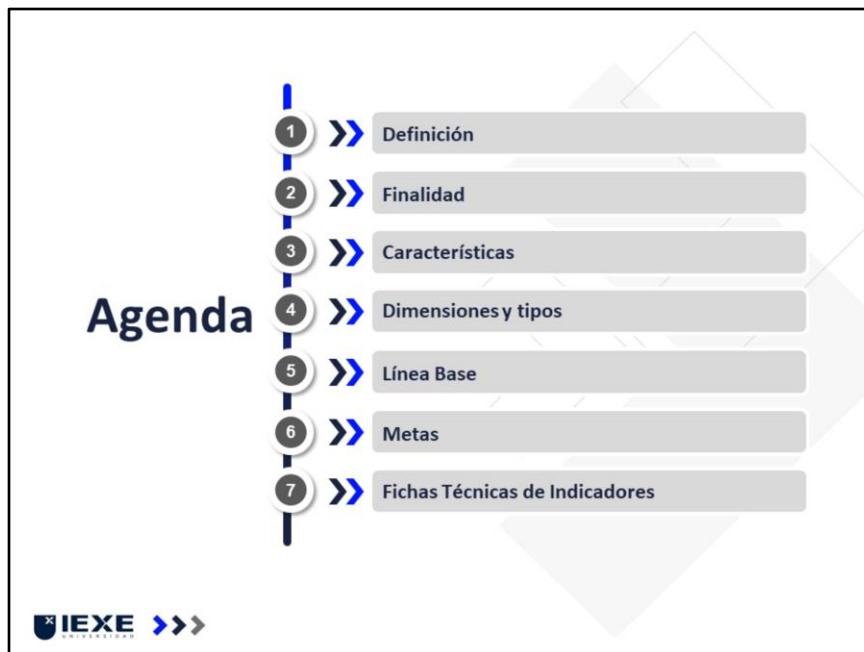 Agenda
1
Definición
2
Finalidad
3
Características
4
Dimensiones y tipos
5
Línea Base
6
Metas
7
Fichas Técnicas de Indicadores
IEXE
UNIVERSIDAD